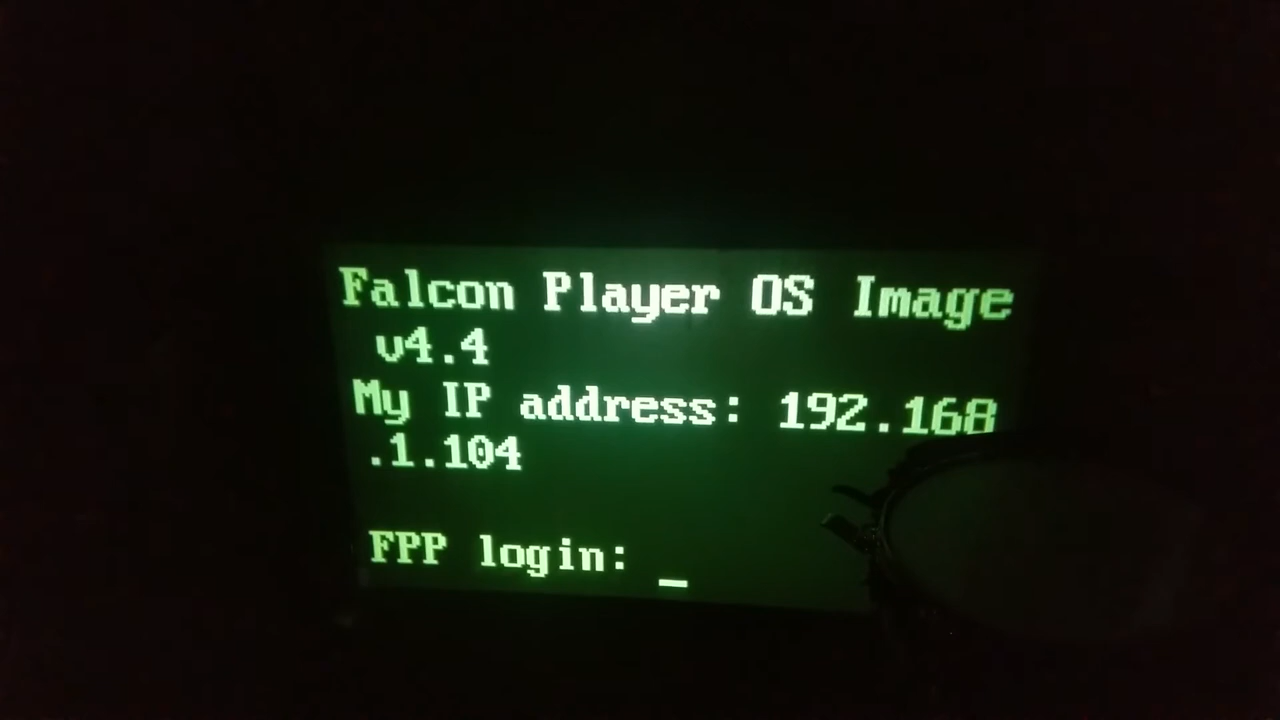 Falcon Player OS Image
v4.4
My IP address: 192.168
.1.104
FPP login: _